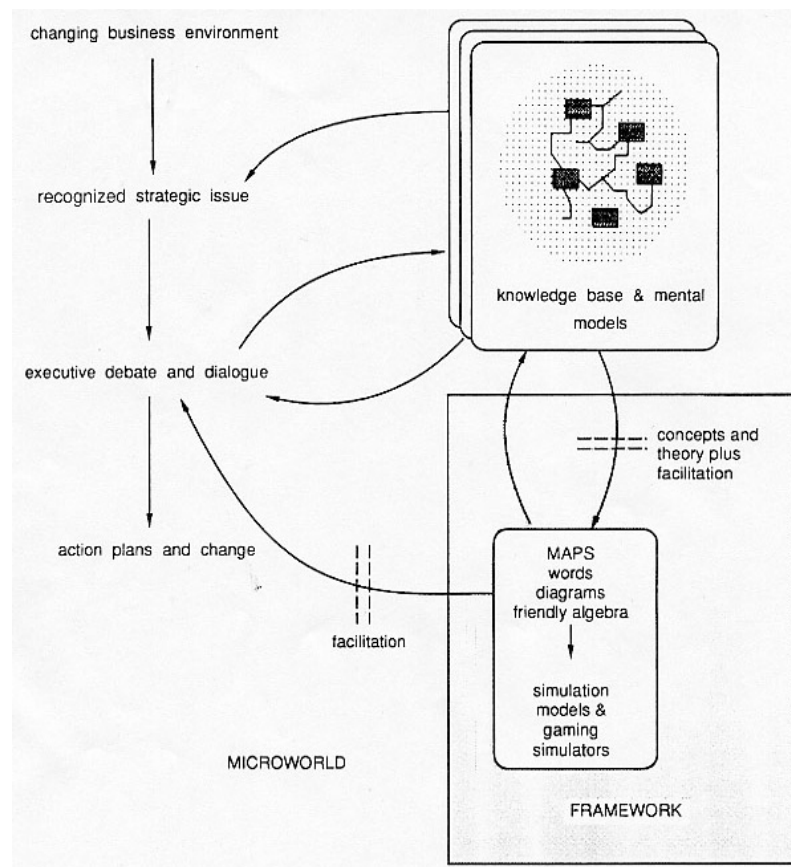 changing business environment
recognized strategic issue
executive debate and dialogue
action plans and change
knowledge base & mental
models
concepts and
theory plus
facilitation
MAPS
words
diagrams
friendly algebra
simulation
models &
gaming
simulators
facilitation
MICROWORLD
FRAMEWORK